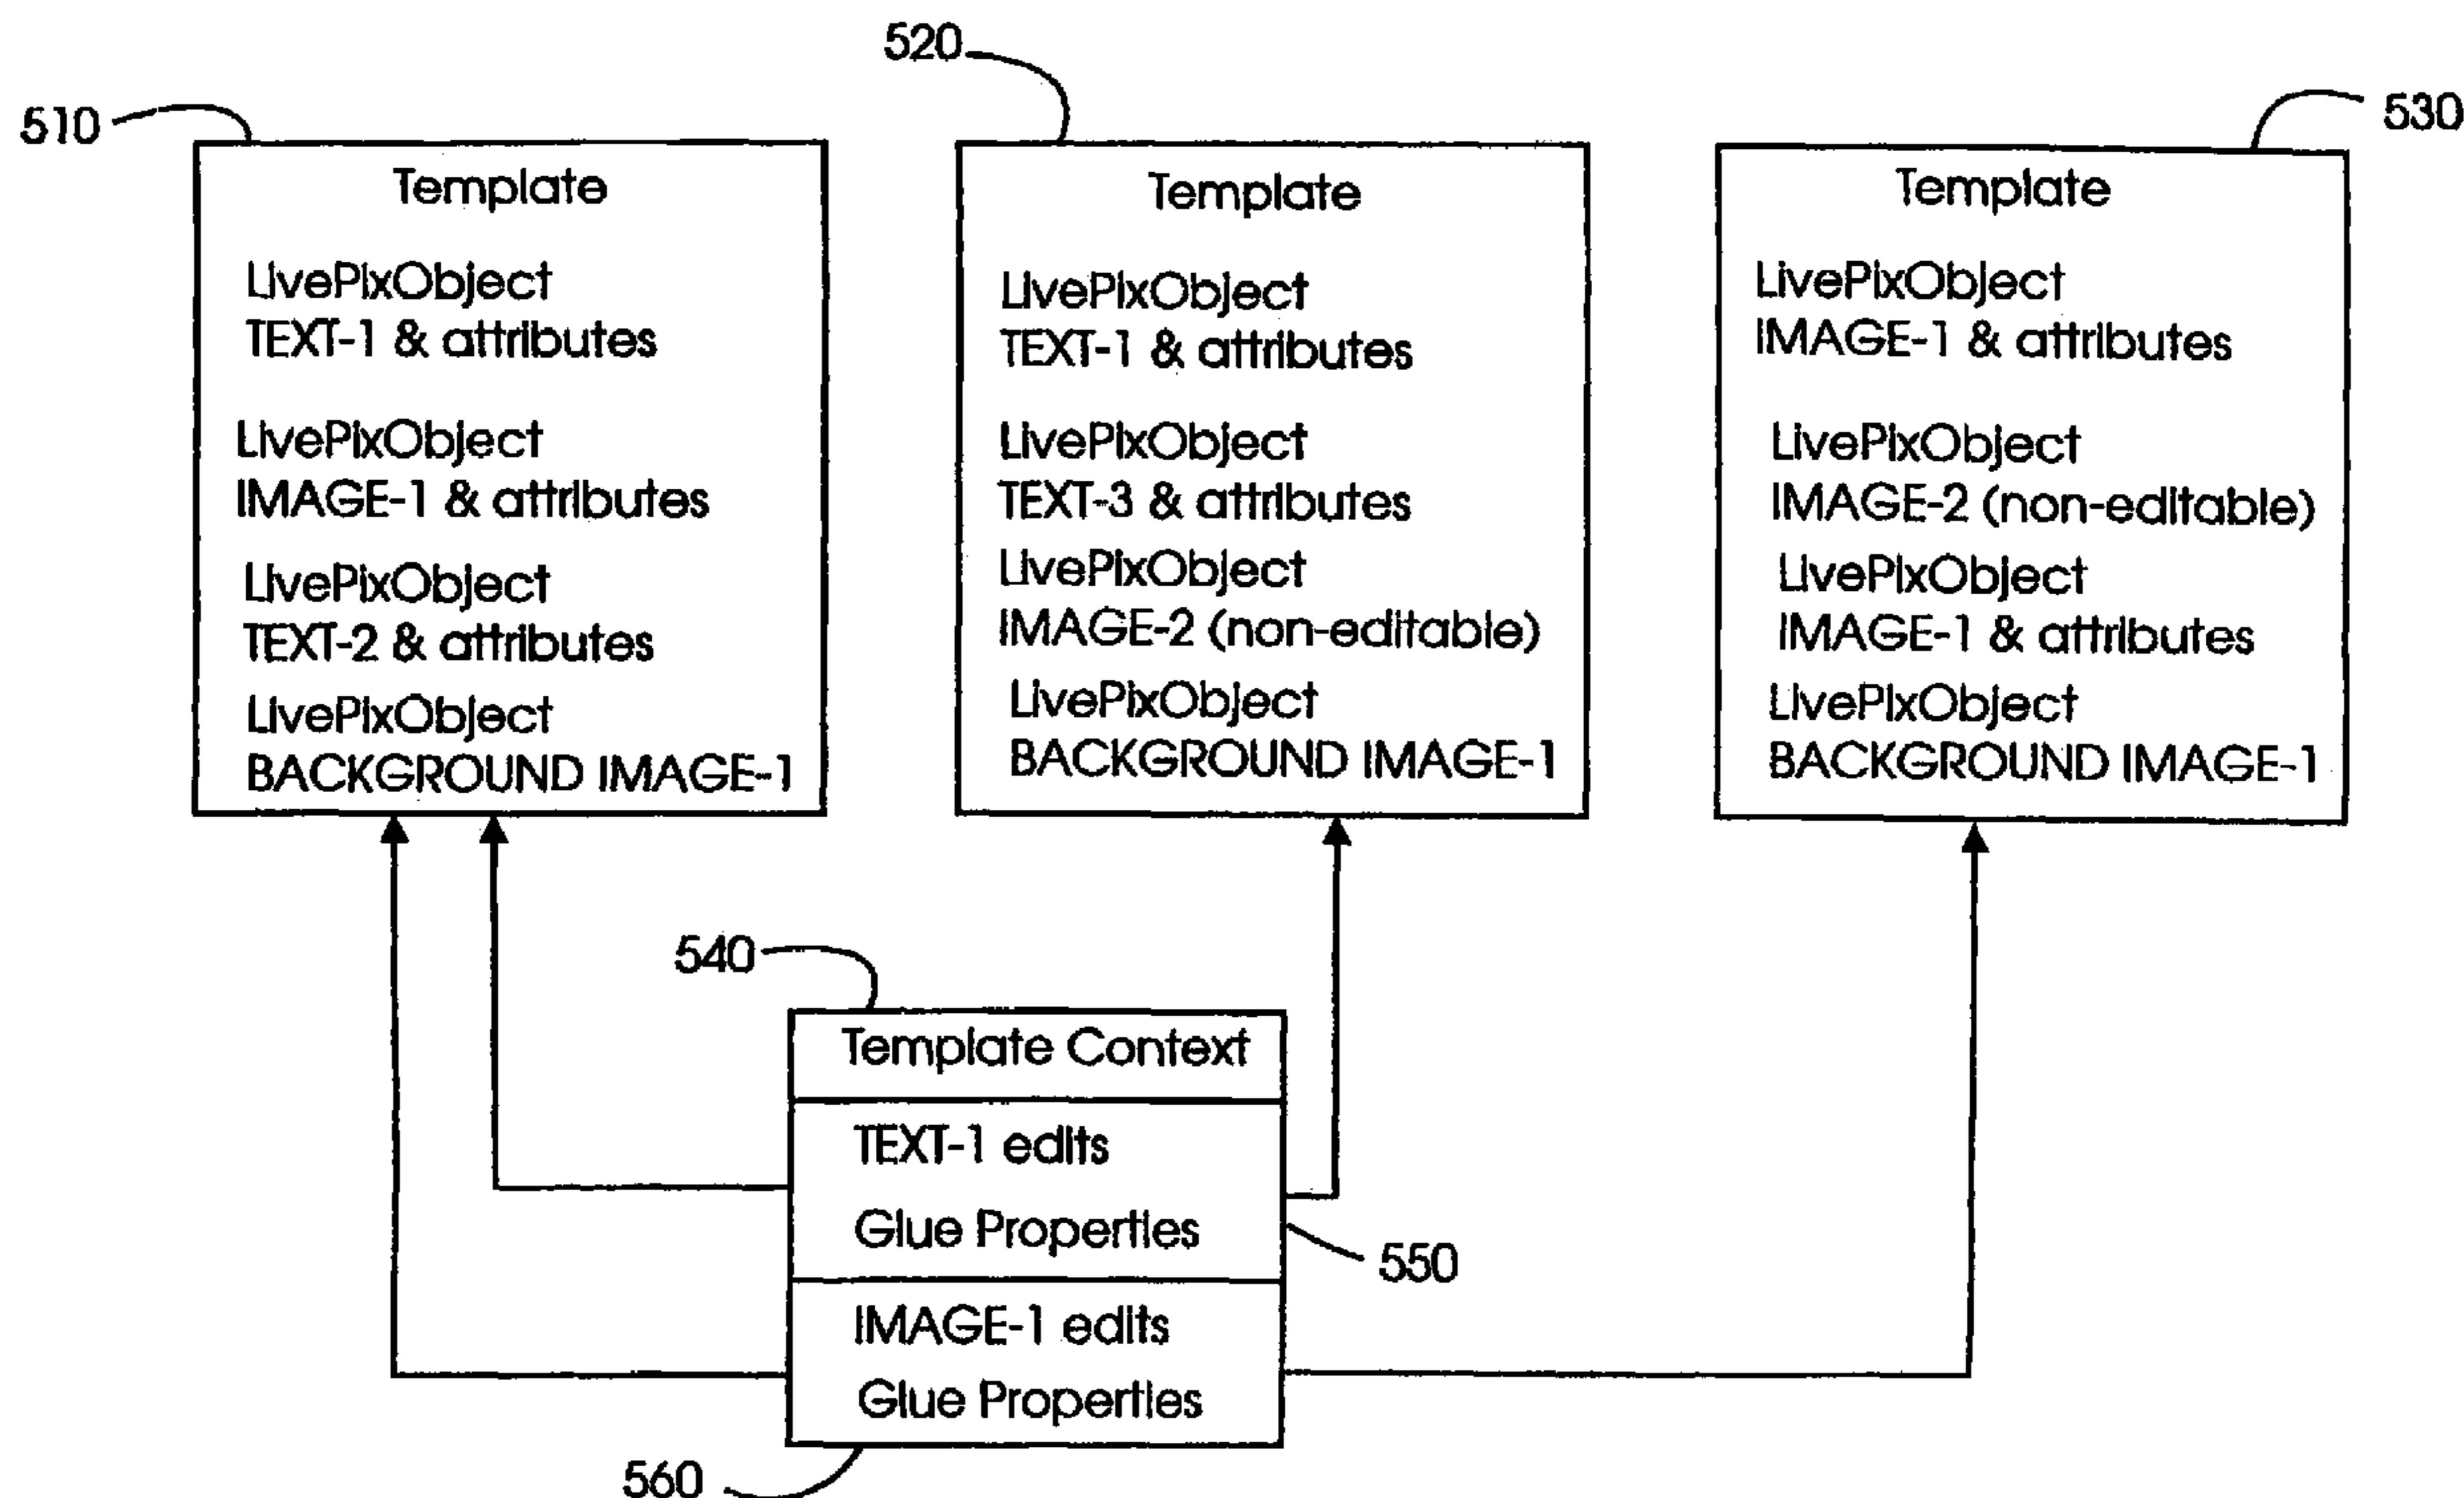 520
510
530
Template
LivePixObject
TEXT-1 & attributes
LivePixObject
IMAGE-1 & attributes
LivePixObject
TEXT-2 & attributes
LivePixObject
BACKGROUND IMAGE-1
Template
LivePixObject
TEXT-1 & attributes
LivePixObject
TEXT-3 & attributes
LivePixObject
IMAGE-2 (non-editable)
LivePixObject
BACKGROUND IMAGE-1
Template
LivePixObject
IMAGE-1 & attributes
LivePixObject
IMAGE-2 (non-editable)
LivePixObject
IMAGE-1 & attributes
LivePixObject
BACKGROUND IMAGE-1
540
Template Context
TEXT-1 edits
Glue Properties
550
IMAGE-1 edits
Glue Properties
560